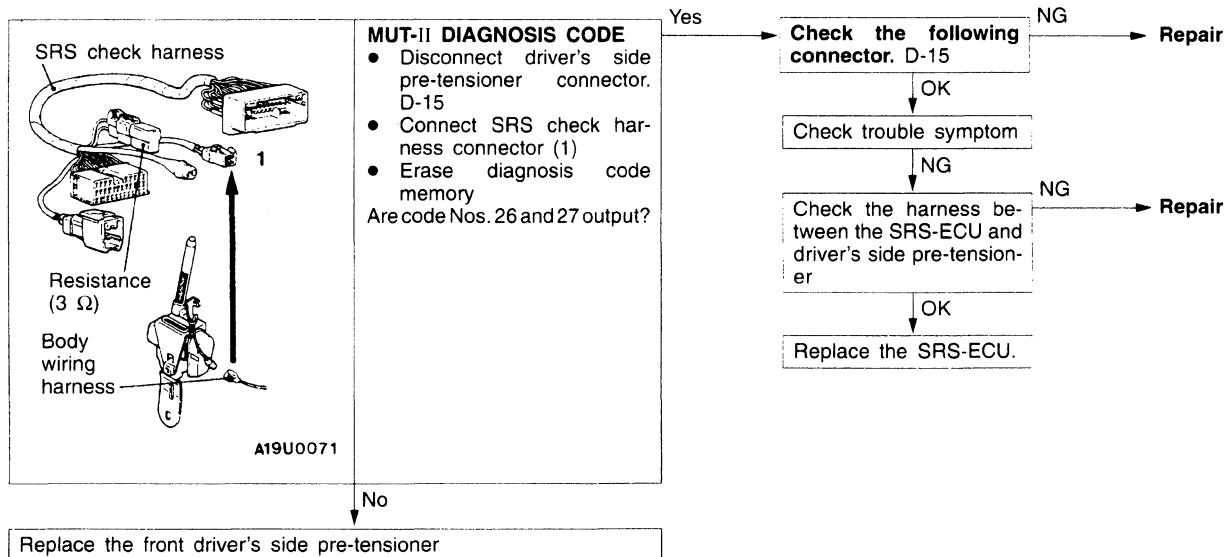 SRS check harness
1
Resistance
(3 Ω)
Body
wiring
harness
A19U0071
MUT-II DIAGNOSIS CODE
● Disconnect driver's side
pre-tensioner connector.
D-15
● Connect SRS check har-
ness connector (1)
● Erase diagnosis code
memory
Are code Nos. 26 and 27 output?
Yes
Check the following
connector. D-15
NG
Repair
OK
Check trouble symptom
NG
Check the harness be-
tween the SRS-ECU and
driver's side pre-tension-
er
NG
Repair
OK
Replace the SRS-ECU.
No
Replace the front driver's side pre-tensioner